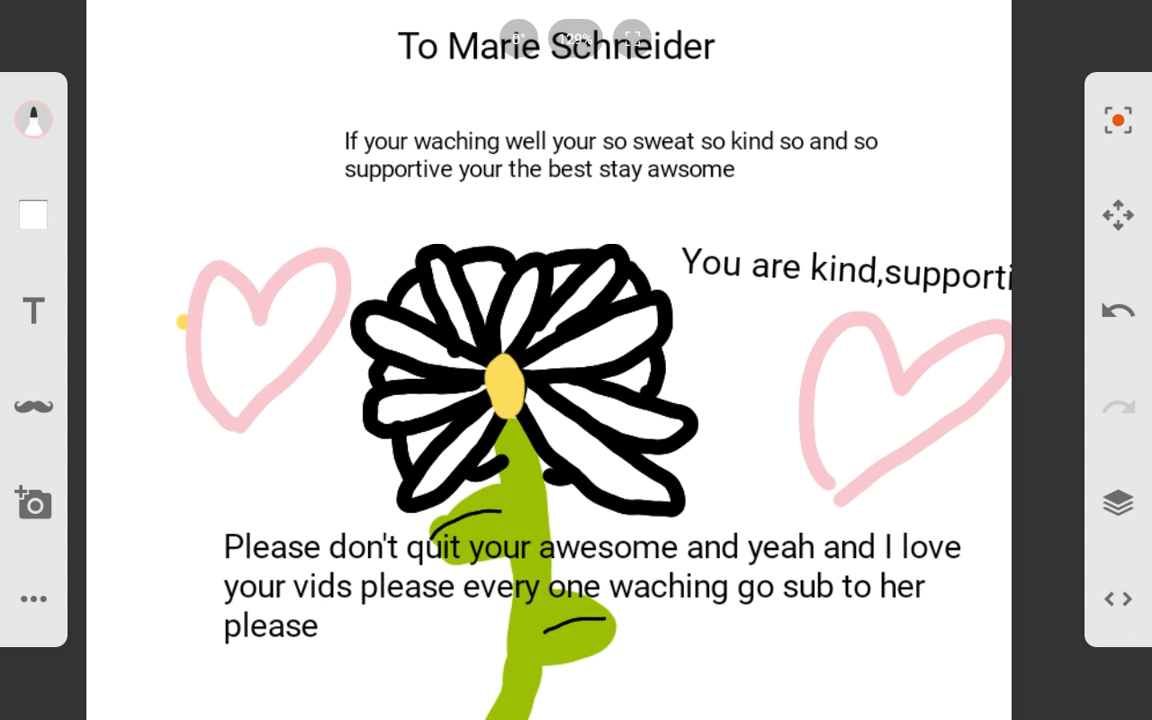 0° 129%
To Marie Schneider
If your waching well your so sweat so kind so and so
supportive your the best stay awsome
You are kind,supporti
Please don't quit your awesome and yeah and I love
your vids please every one waching go sub to her
please